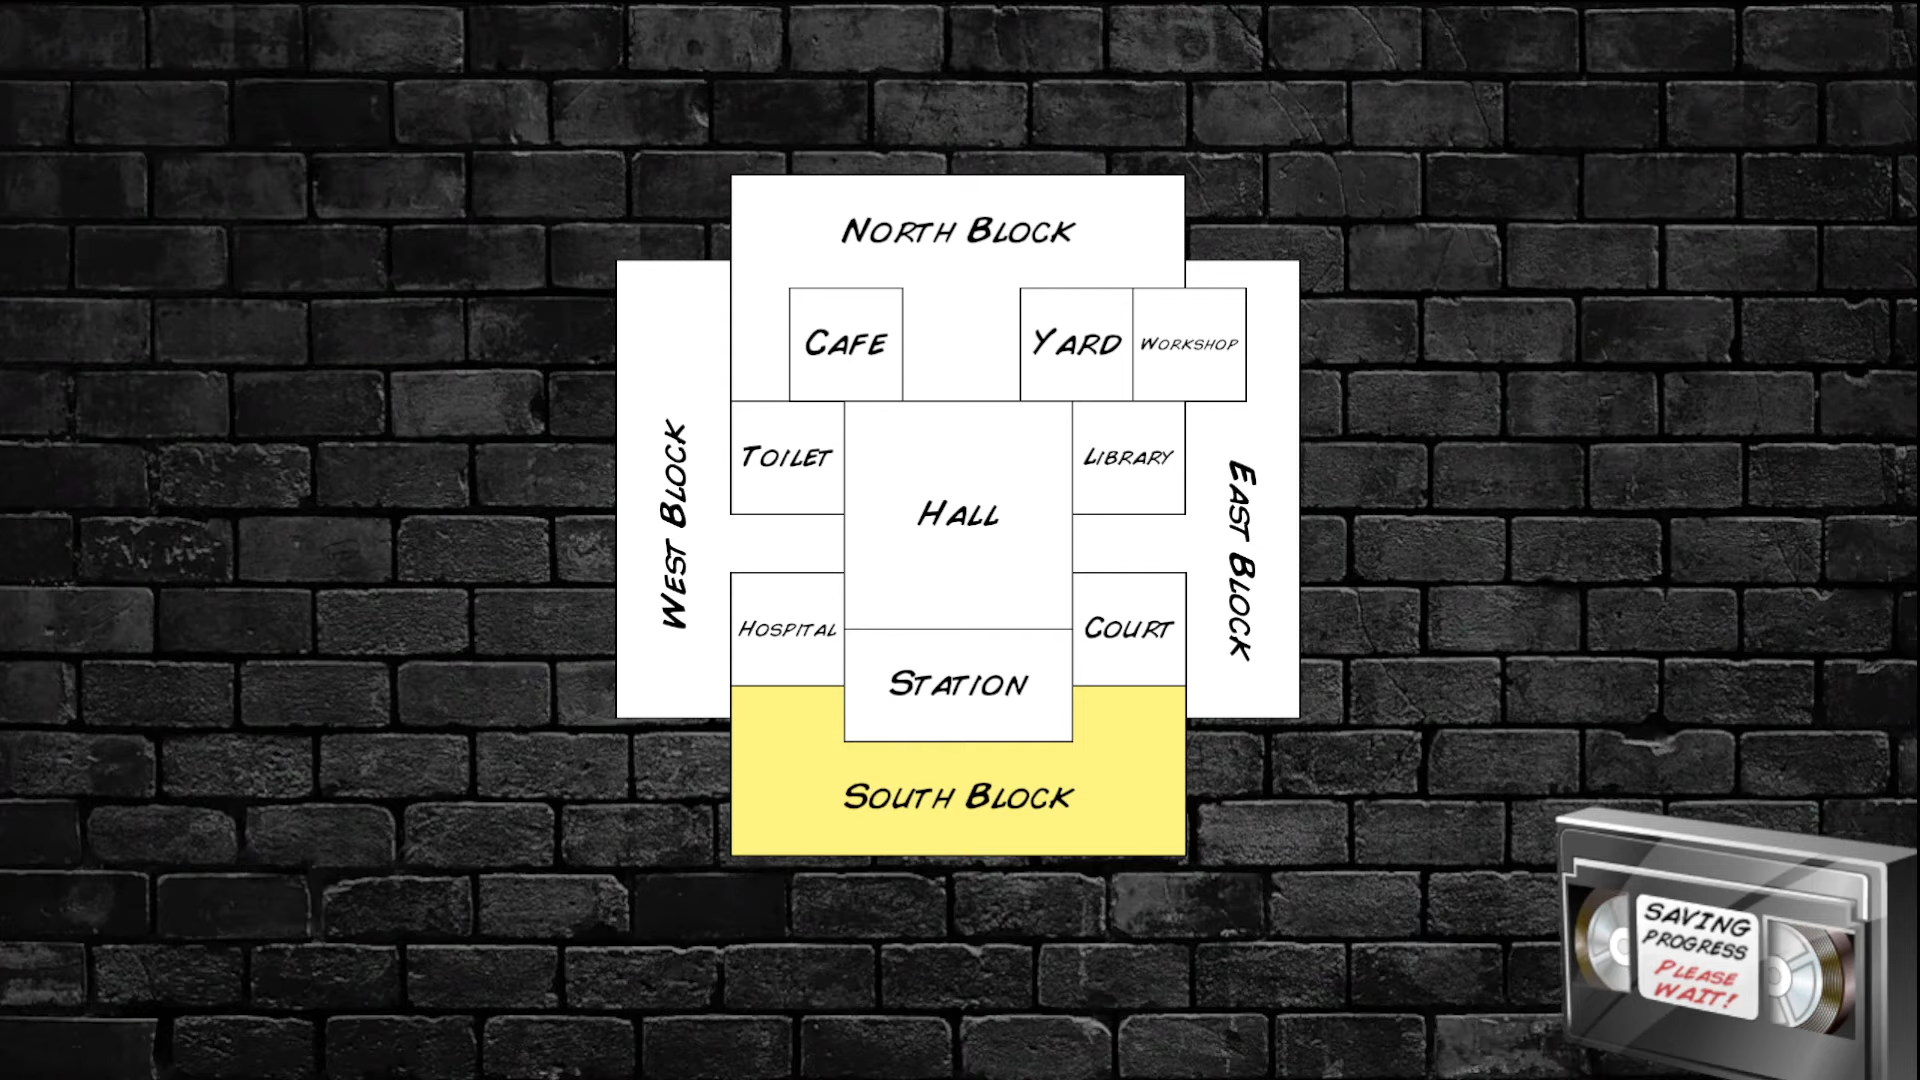 North Block
Cafe
Yard
Workshop
West Block
Toilet
Hall
Library
East Block
Hospital
Court
Station
South Block
Saving
Progress
Please
Wait!